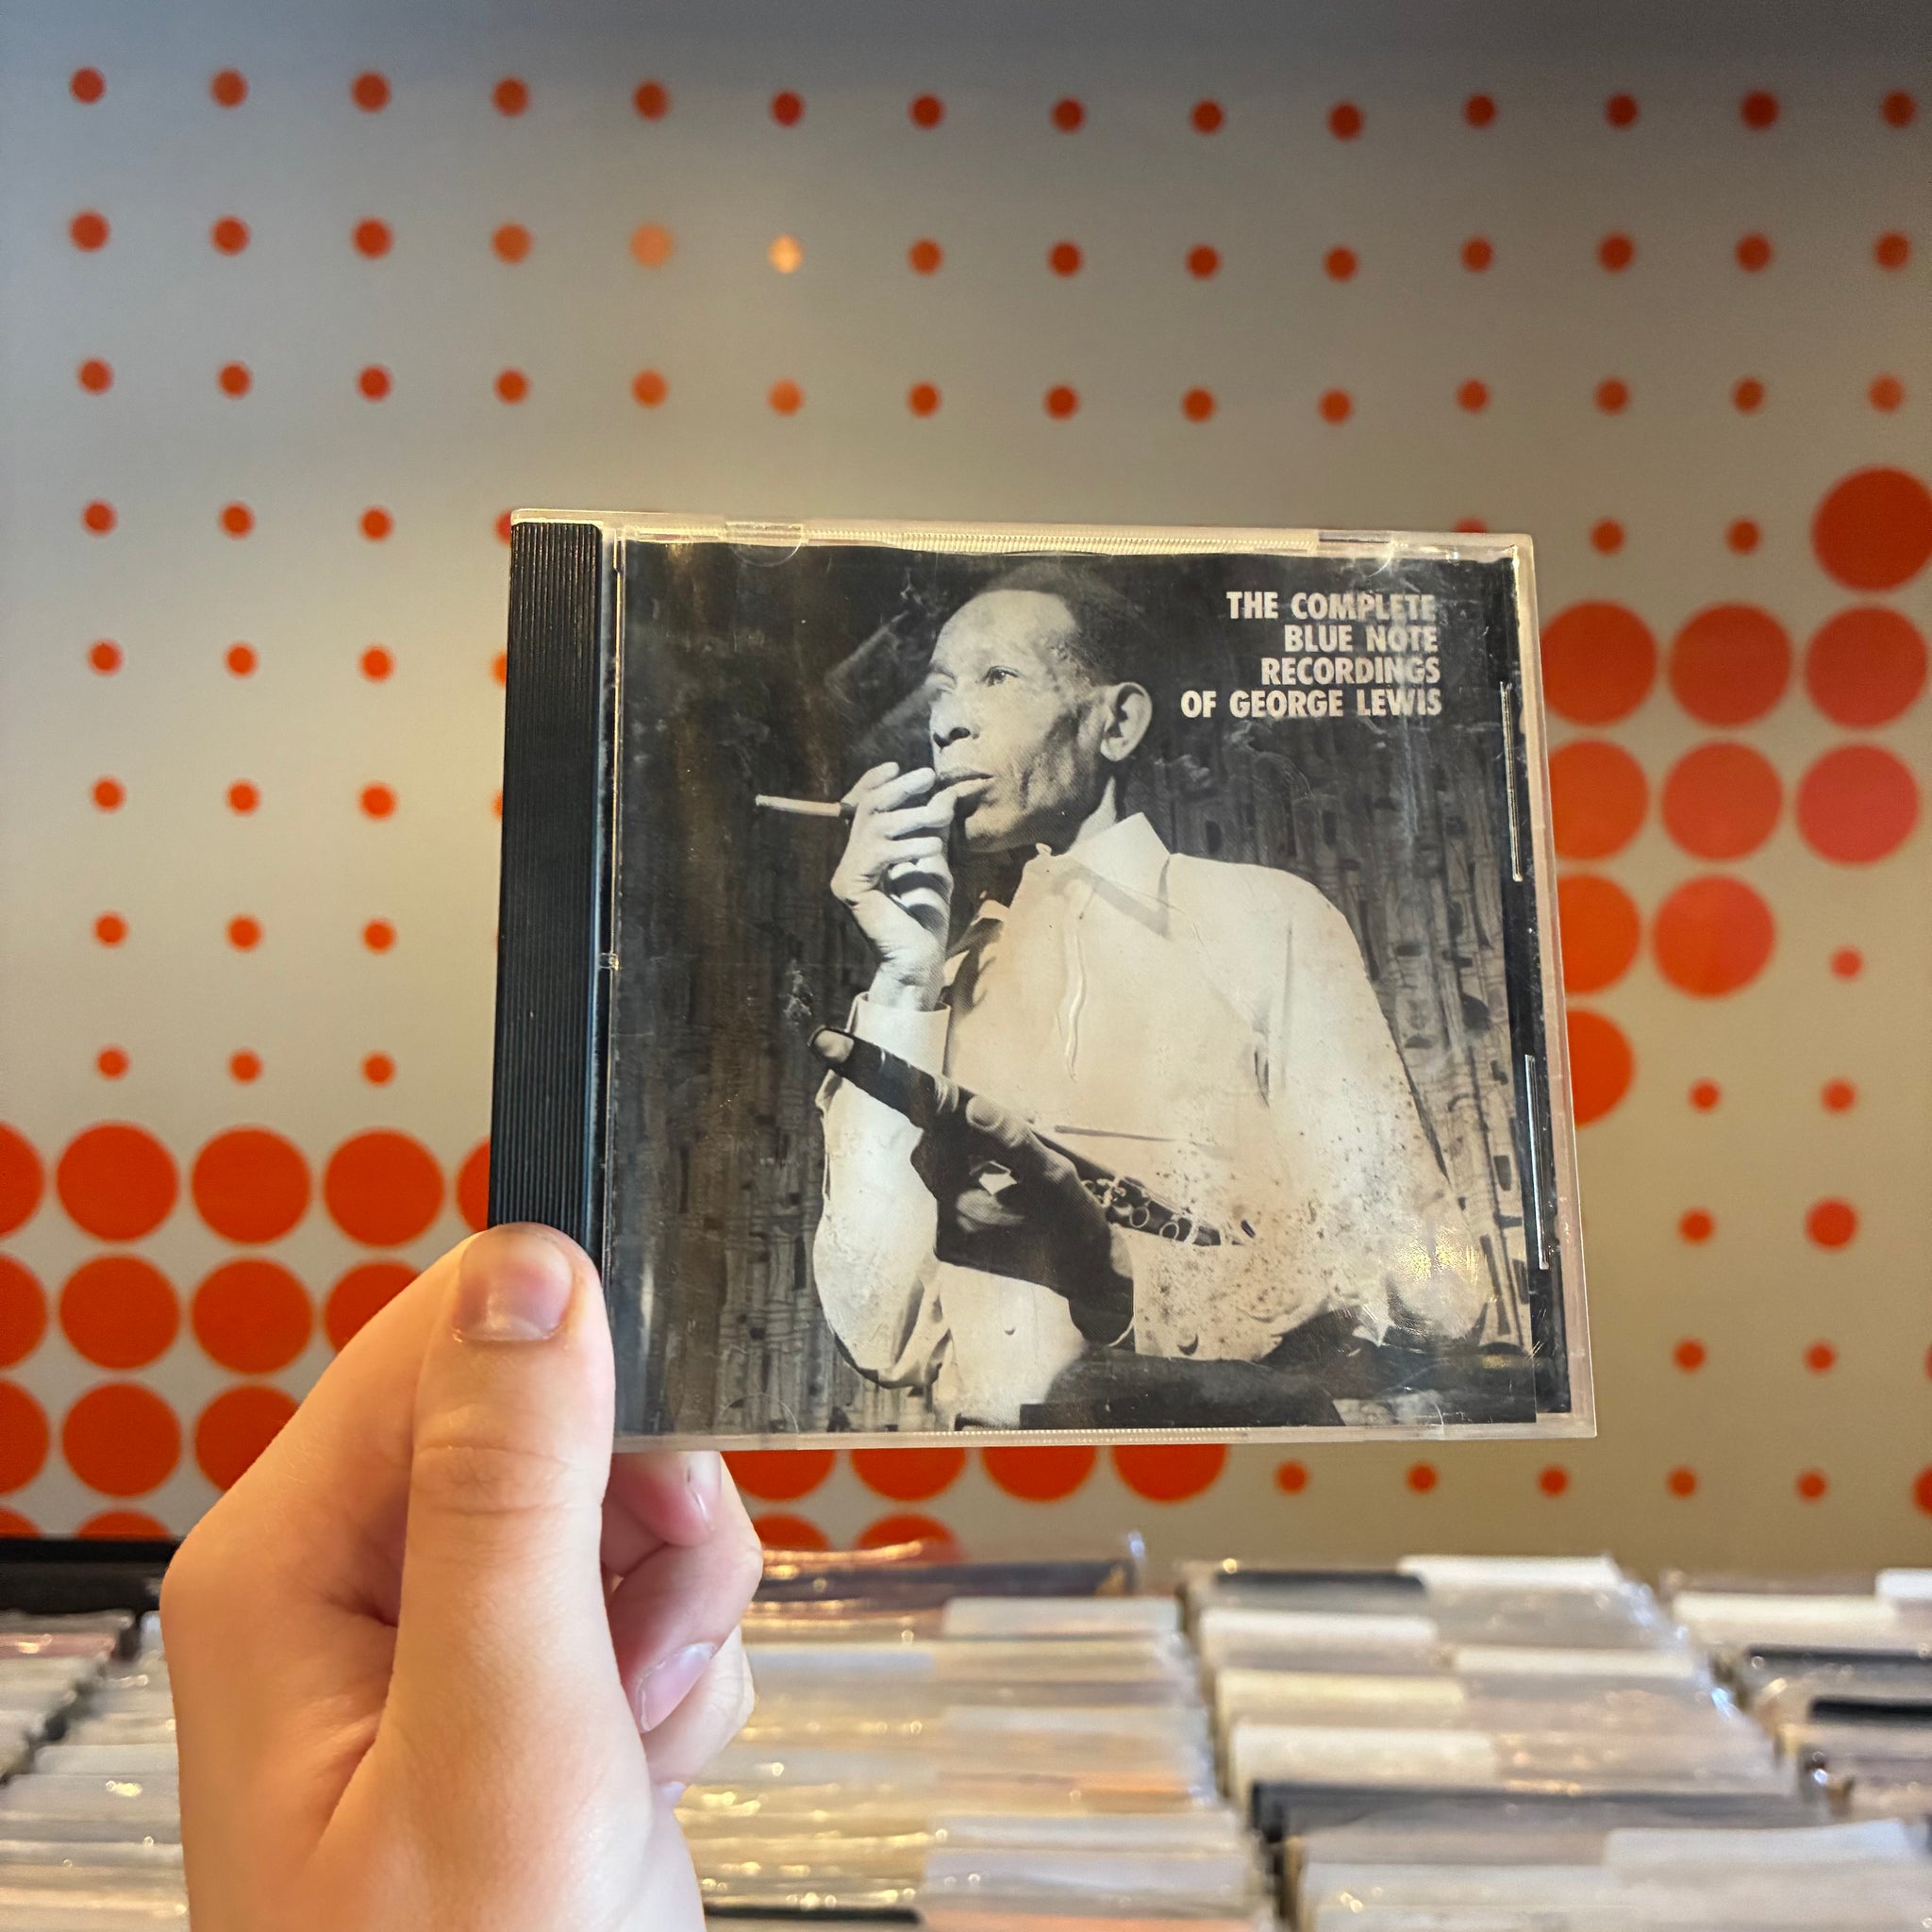 THE COMPLETE
BLUE NOTE
RECORDINGS
OF GEORGE LEWIS